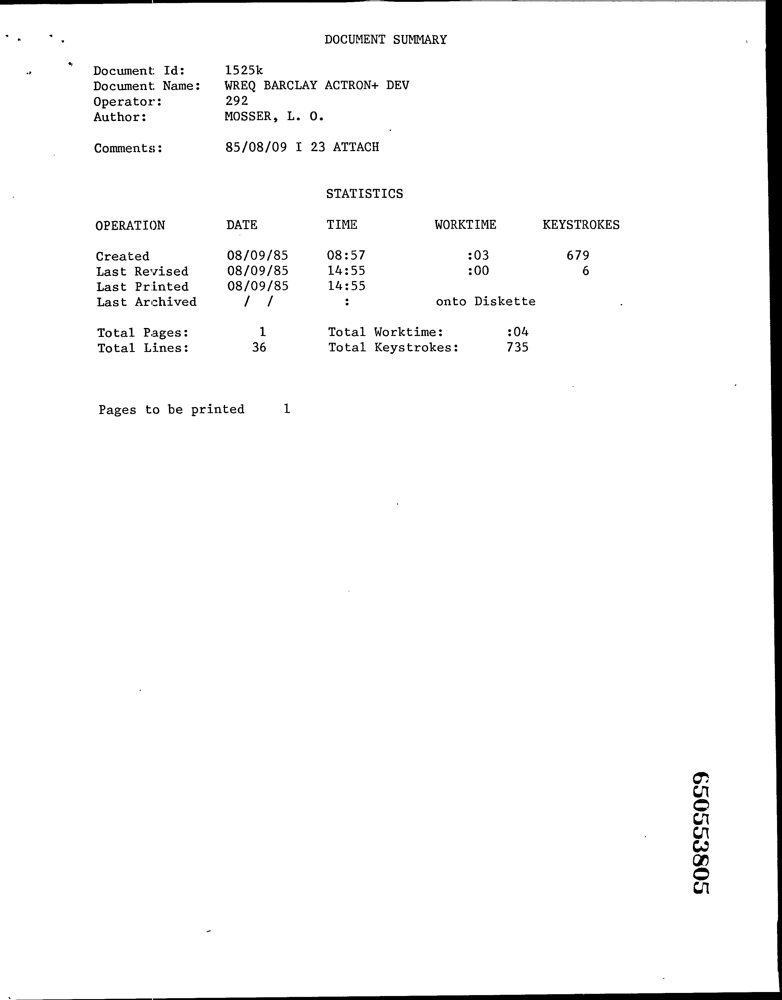 DOCUMENT SUMMARY
Document Id: 1525k
Document Name: WREQ BARCLAY ACTRON+ DEV
Operator: 292
Author: MOSSER, L. O.
Comments: 85/08/09 I 23 ATTACH
STATISTICS
OPERATION DATE TIME WORKTIME KEYSTROKES
Created 08/09/85 08:57 :03 679
Last Revised 08/09/85 14:55 :00 6
Last Printed 08/09/85 14:55
Last Archived / / : onto Diskette
Total Pages: 1 Total Worktime: :04
Total Lines: 36 Total Keystrokes: 735
Pages to be printed 1
650553805